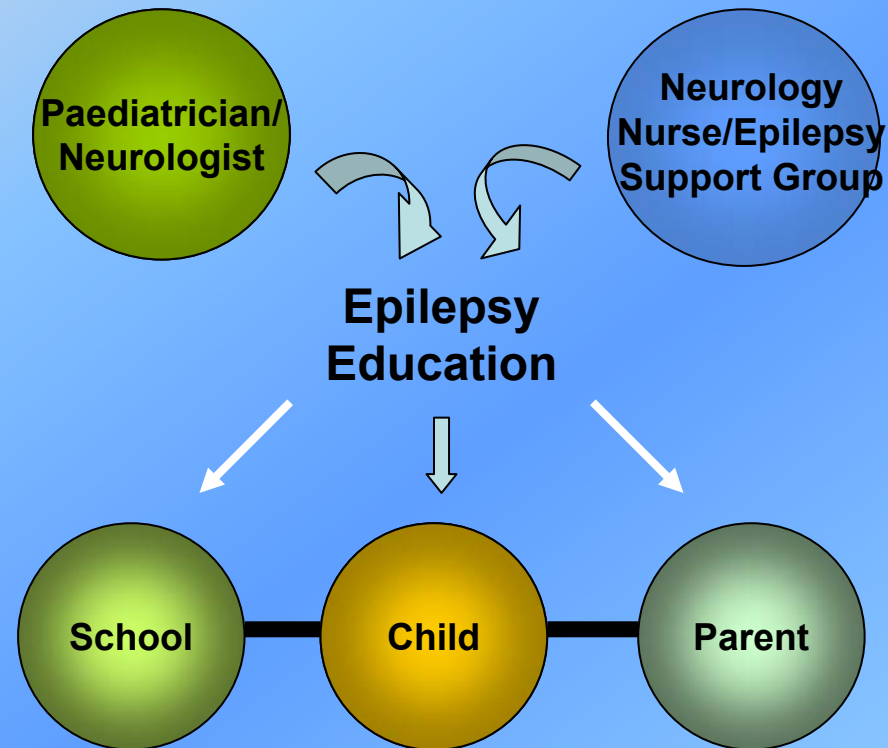 Paediatrician/
Neurologist
Neurology
Nurse/Epilepsy
Support Group
Epilepsy
Education
School
Child
Parent